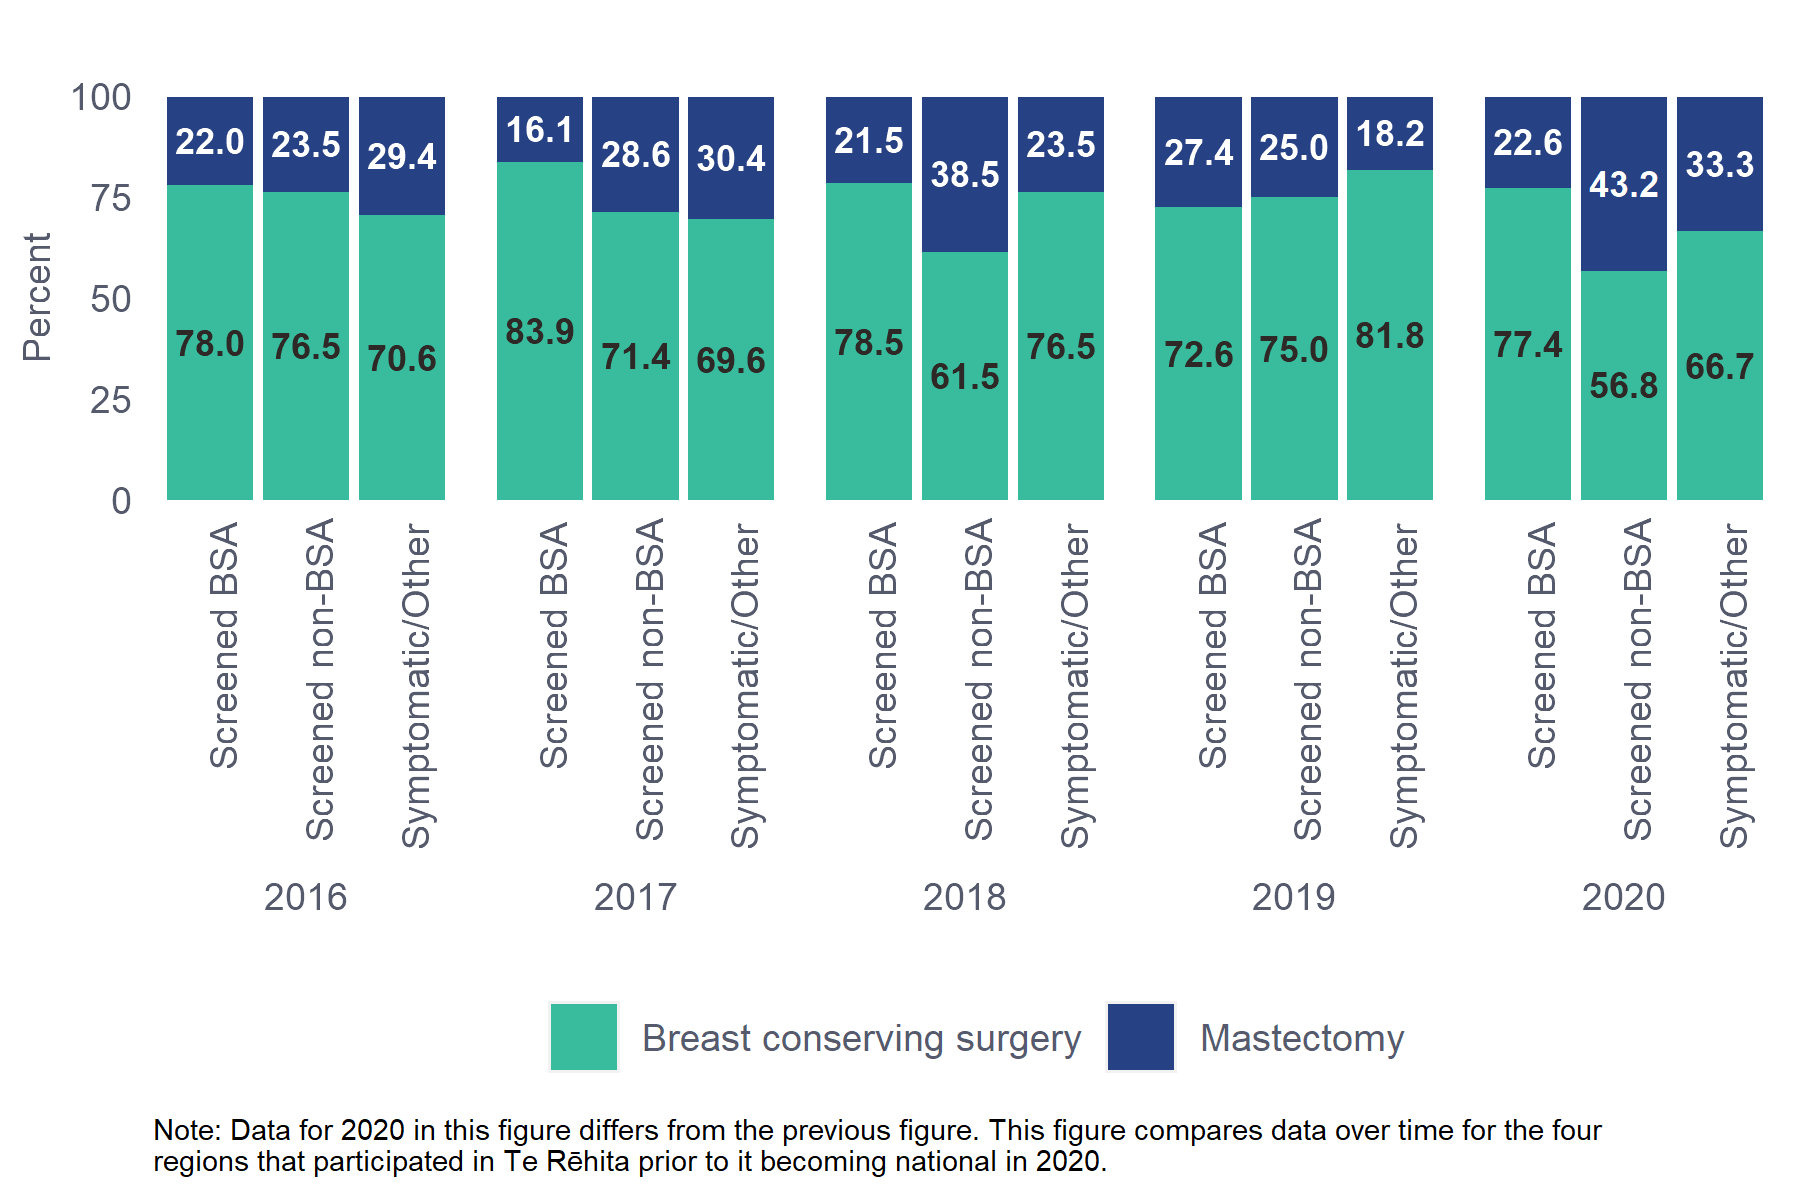 100
75
50
25
0
Percent
22.0 23.5 29.4 16.1 28.6 30.4 21.5 38.5 23.5 27.4 25.0 18.2 22.6 43.2 33.3
78.0 76.5 70.6 83.9 71.4 69.6 78.5 61.5 76.5 72.6 75.0 81.8 77.4 56.8 66.7
Screened BSA
Screened non-BSA
Symptomatic/Other
Screened BSA
Screened non-BSA
Symptomatic/Other
Screened BSA
Screened non-BSA
Symptomatic/Other
Screened BSA
Screened non-BSA
Symptomatic/Other
Screened BSA
Screened non-BSA
Symptomatic/Other
2016 2017 2018 2019 2020
Breast conserving surgery Mastectomy
Note: Data for 2020 in this figure differs from the previous figure. This figure compares data over time for the four
regions that participated in Te Rēhita prior to it becoming national in 2020.